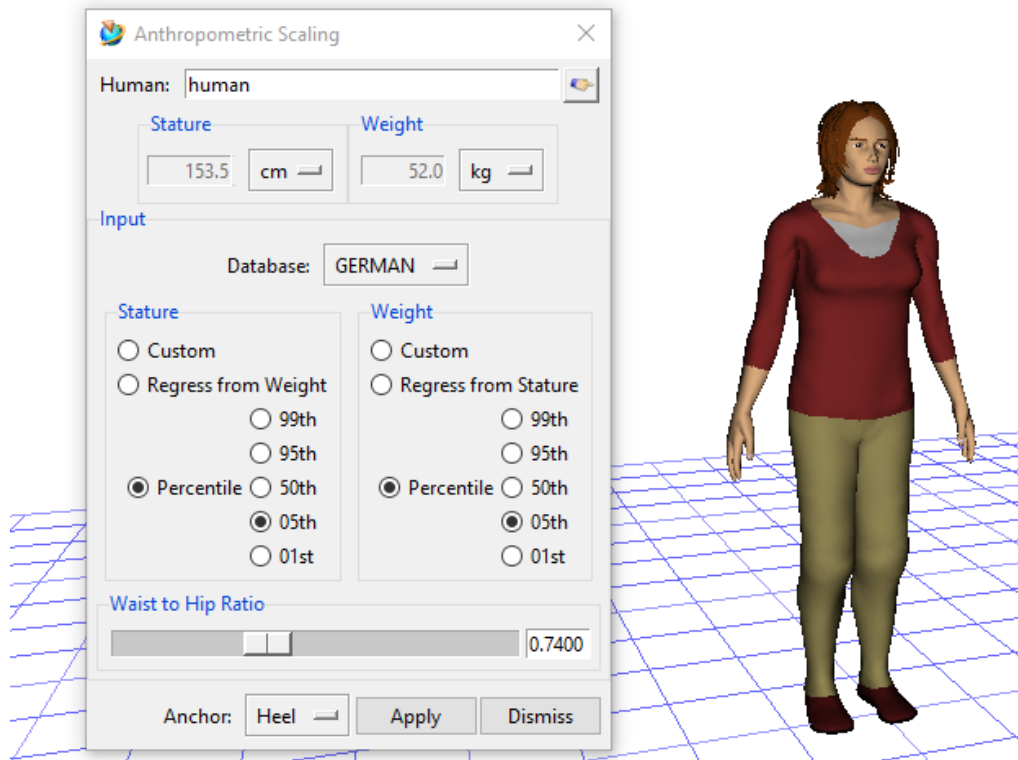 Anthropometric Scaling
Human: human
Stature Weight
153.5 cm 52.0 kg
Input
Database: GERMAN
Stature Weight
Custom Custom
Regress from Weight Regress from Stature
99th 99th
95th 95th
Percentile 50th Percentile 50th
05th 05th
01st 01st
Waist to Hip Ratio
0.7400
Anchor: Heel Apply Dismiss